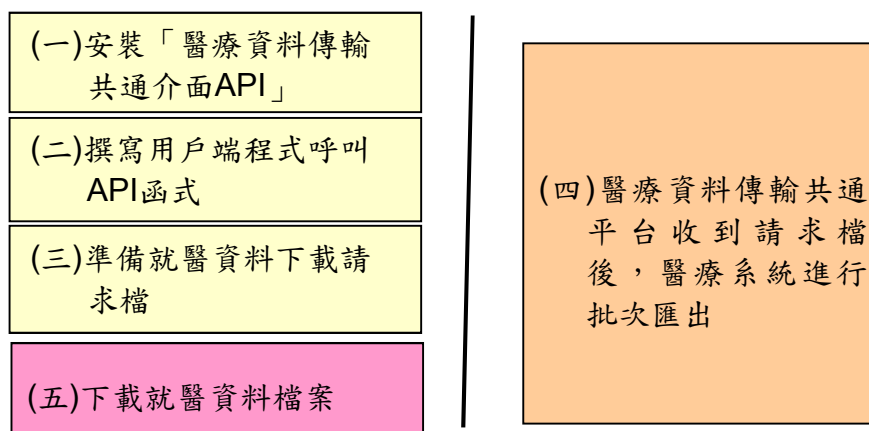 (一)安裝「醫療資料傳輸
共通介面API」
(二)撰寫用戶端程式呼叫
API函式
(三)準備就醫資料下載請
求檔
(五)下載就醫資料檔案
(四)醫療資料傳輸共通
平台收到請求檔
後，醫療系統進行
批次匯出